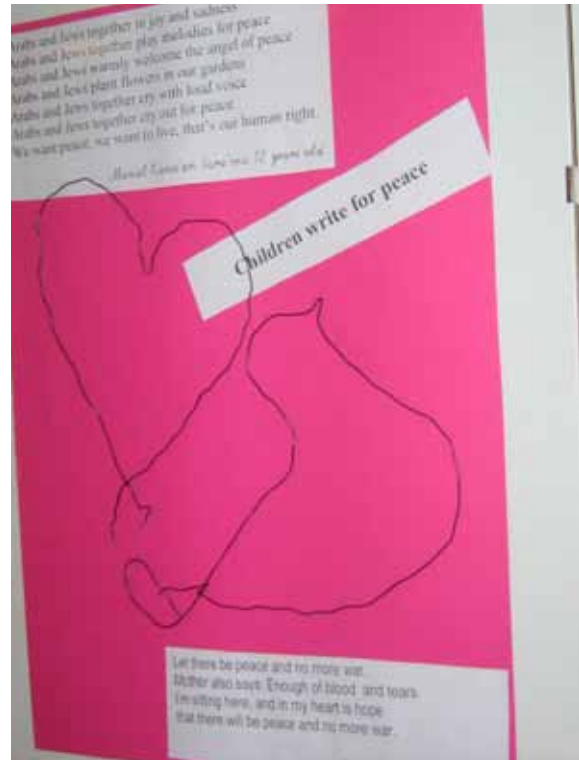 Arabs and Jews together in joy and sadness
Arabs and Jews together play melodies for peace
Arabs and Jews warmly welcome the angel of peace
Arabs and Jews plant flowers in our gardens
Arabs and Jews together cry with loud voice
Arabs and Jews together cry out for peace
We want peace, we want to live, that's our human right.
12 years old
Children write for peace
Let there be peace and no more war.
Mother also says: Enough of blood and tears
I'm sitting here, and in my heart is hope
that there will be peace and no more war.